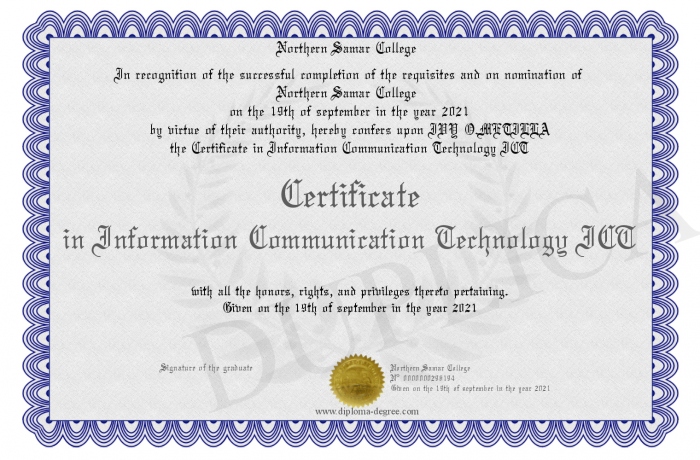 Northern Samar College
In recognition of the successful completion of the requisites and on nomination of
Northern Samar College
on the 19th of september in the year 2021
by virtue of their authority, hereby confers upon IVY O.METILLA
the Certificate in Information Communication Technology ICT
Certificate
in Information Communication Technology ICT
with all the honors, rights, and privileges thereto pertaining.
Given on the 19th of september in the year 2021
DUPLICA
Signature of the graduate
Northern Samar College
N° 0000000298194
Given on the 19th of september in the year 2021
www.diploma-degree.com